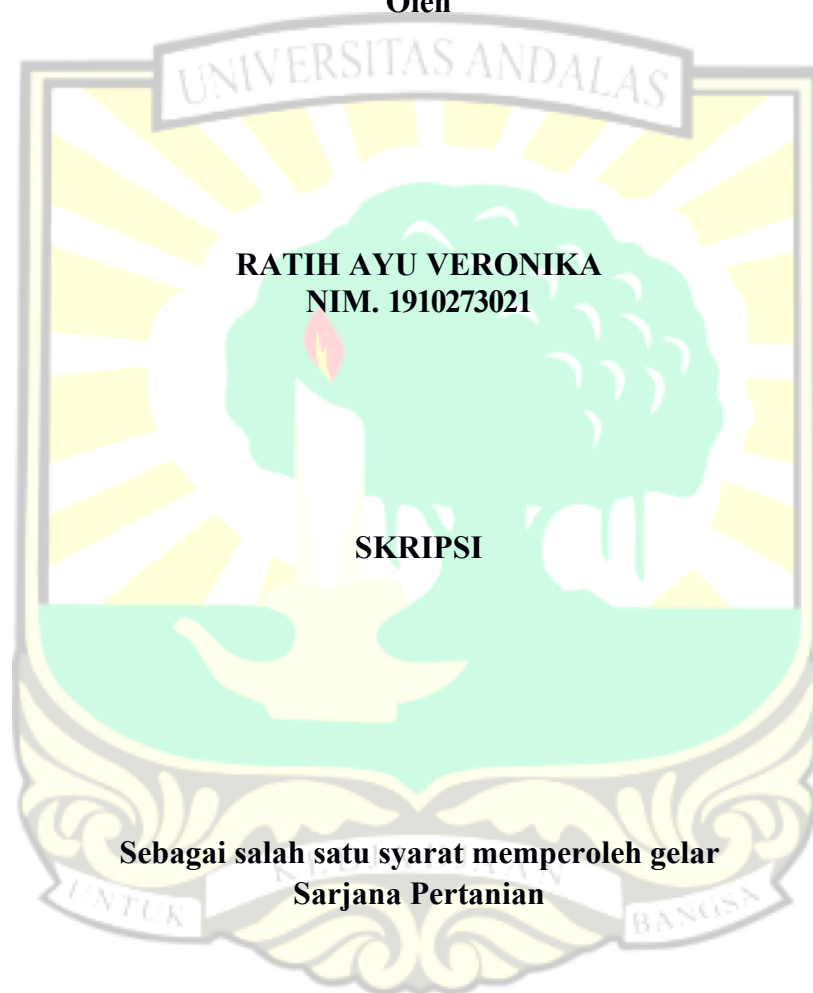 Oleh
UNIVERSITAS ANDALAS
RATIH AYU VERONIKA
NIM. 1910273021
SKRIPSI
Sebagai salah satu syarat memperoleh gelar
Sarjana Pertanian
UNTUK
BANGSA